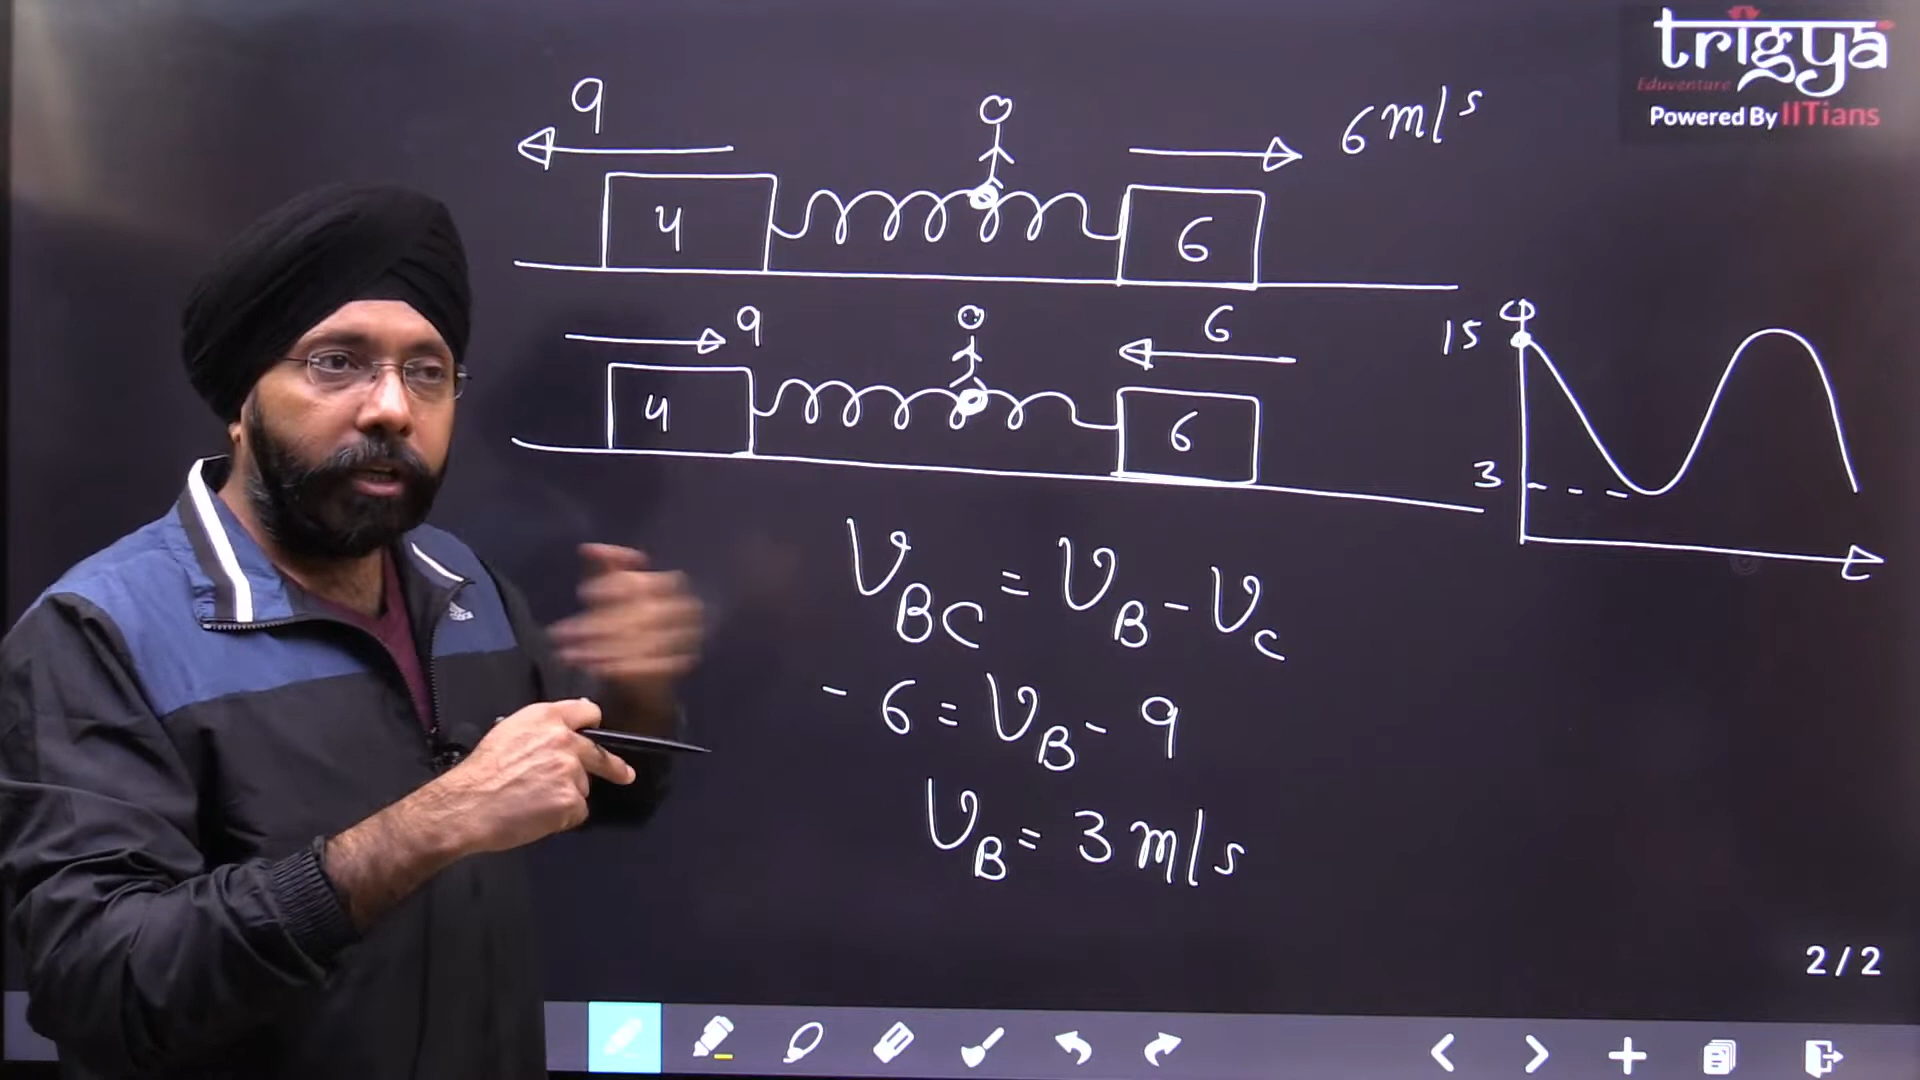 trigya
Eduventure
Powered By IITians
9
6 m/s
4
6
9
6
4
6
15
3
t
V_BC = V_B - V_C
- 6 = V_B - 9
V_B = 3 m/s
2 / 2
adidas